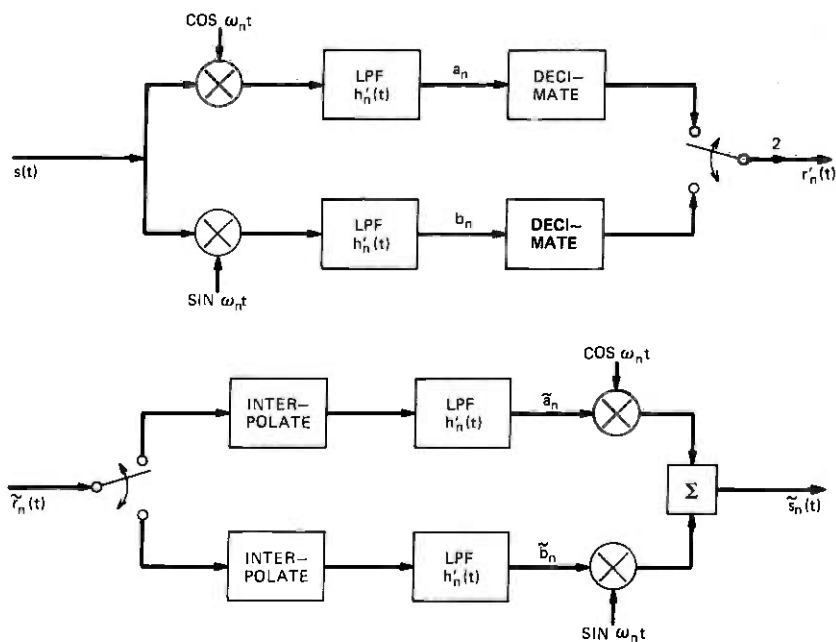 COS ωₙt
LPF
h'ₙ(t)
aₙ
DECI-
MATE
s(t)
2
r'ₙ(t)
LPF
h'ₙ(t)
bₙ
DECI-
MATE
SIN ωₙt
COS ωₙt
INTER-
POLATE
LPF
h'ₙ(t)
ãₙ
r̃ₙ(t)
Σ
s̃ₙ(t)
INTER-
POLATE
LPF
h'ₙ(t)
b̃ₙ
SIN ωₙt